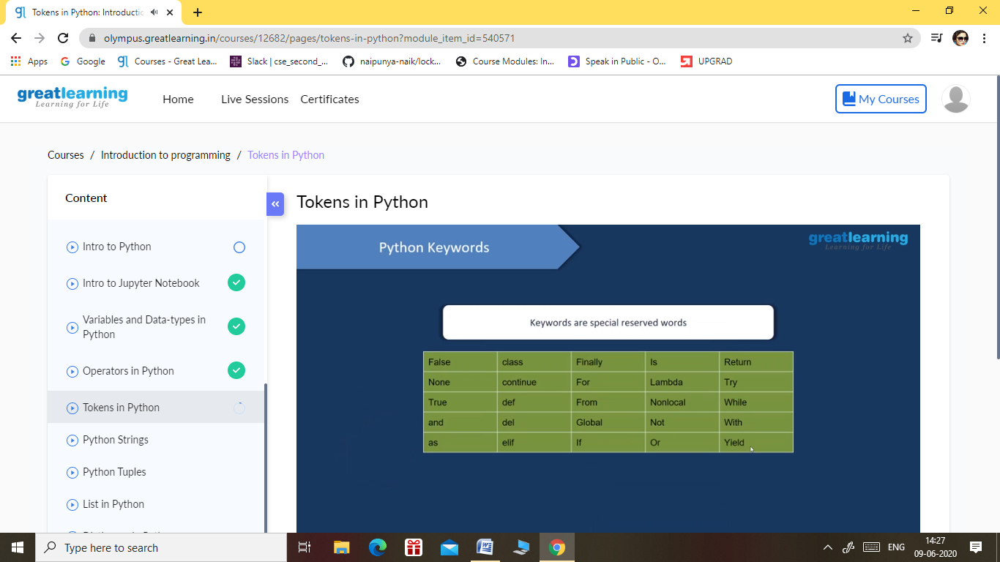 Tokens in Python: Introductio
olympus.greatlearning.in/courses/12682/pages/tokens-in-python?module_item_id=540571
Apps Google Courses - Great Lea... Slack | cse_second_... naipunya-naik/lock... Course Modules: In... Speak in Public - O... UPGRAD
greatlearning
Learning for Life
Home Live Sessions Certificates
My Courses
Courses / Introduction to programming / Tokens in Python
Content
Intro to Python
Intro to Jupyter Notebook
Variables and Data-types in
Python
Operators in Python
Tokens in Python
Python Strings
Python Tuples
List in Python
Tokens in Python
Python Keywords
greatlearning
Learning for Life
Keywords are special reserved words
False class Finally Is Return
None continue For Lambda Try
True def From Nonlocal While
and del Global Not With
as elif If Or Yield
Type here to search
ENG
14:27
09-06-2020